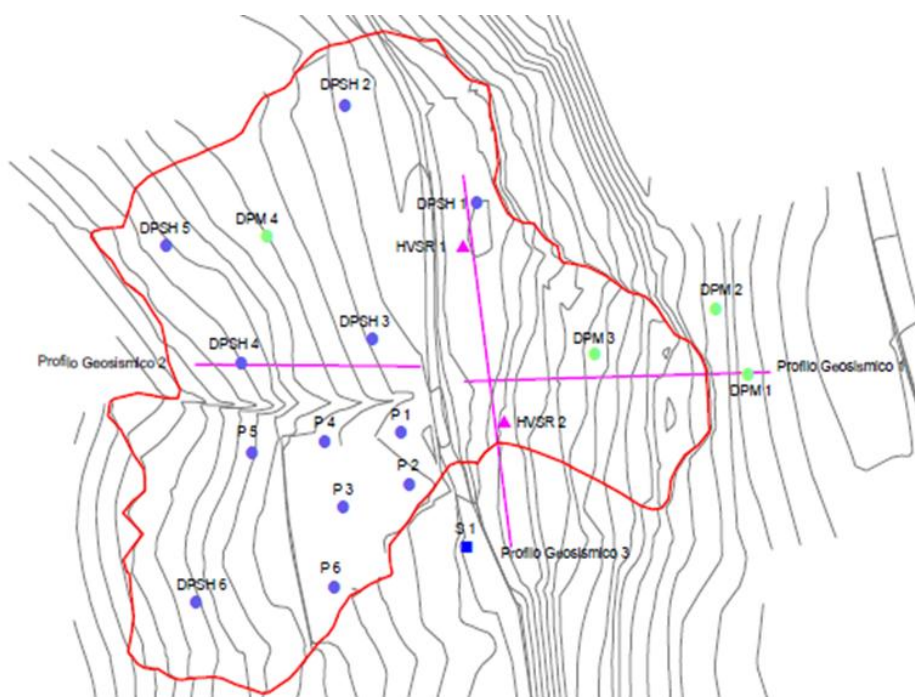 DPSH 2
DPSH 1
DPM 4
DPSH 5
HVSR 1
DPM 2
DPSH 3
DPSH 4
DPM 3
Profilo Geosismico 2
Profilo Geosismico 1
DPM 1
P 1
P 4
P 5
HVSR 2
P 2
P 3
S 1
Profilo Geosismico 3
P 6
DPSH 6